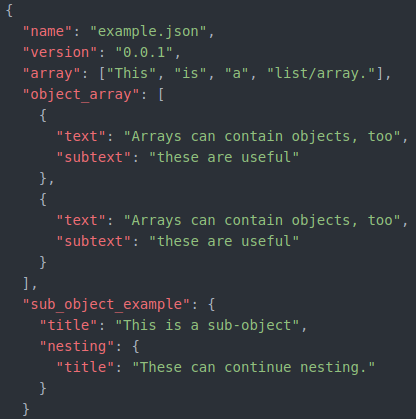 {
  "name": "example.json",
  "version": "0.0.1",
  "array": ["This", "is", "a", "list/array."],
  "object_array": [
    {
      "text": "Arrays can contain objects, too",
      "subtext": "these are useful"
    },
    {
      "text": "Arrays can contain objects, too",
      "subtext": "these are useful"
    }
  ],
  "sub_object_example": {
    "title": "This is a sub-object",
    "nesting": {
      "title": "These can continue nesting."
    }
  }